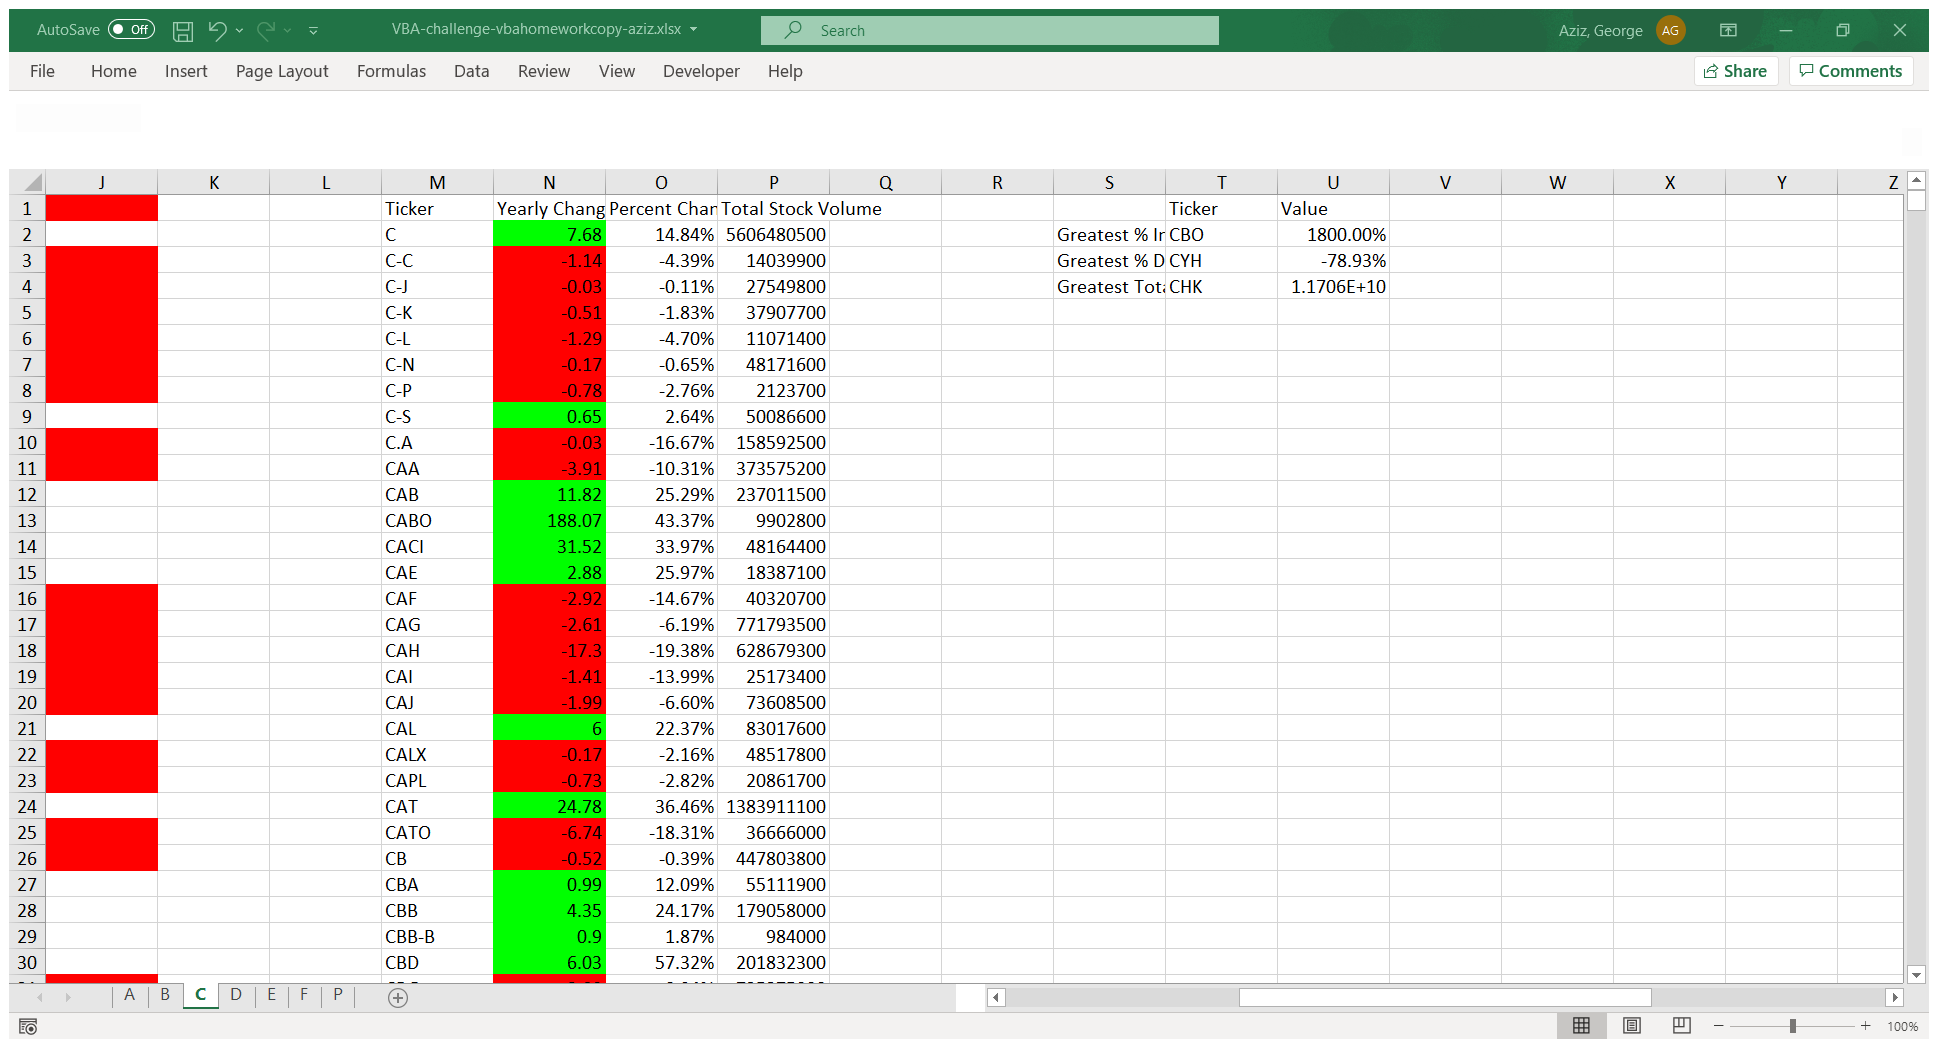 AutoSave Off VBA-challenge-vbahomeworkcopy-aziz.xlsx Search Aziz, George AG
File Home Insert Page Layout Formulas Data Review View Developer Help Share Comments
J K L M N O P Q R S T U V W X Y Z
1 Ticker Yearly Chang Percent Chan Total Stock Volume Ticker Value
2 C 7.68 14.84% 5606480500 Greatest % In CBO 1800.00%
3 C-C -1.14 -4.39% 14039900 Greatest % D CYH -78.93%
4 C-J -0.03 -0.11% 27549800 Greatest Tota CHK 1.1706E+10
5 C-K -0.51 -1.83% 37907700
6 C-L -1.29 -4.70% 11071400
7 C-N -0.17 -0.65% 48171600
8 C-P -0.78 -2.76% 2123700
9 C-S 0.65 2.64% 50086600
10 C.A -0.03 -16.67% 158592500
11 CAA -3.91 -10.31% 373575200
12 CAB 11.82 25.29% 237011500
13 CABO 188.07 43.37% 9902800
14 CACI 31.52 33.97% 48164400
15 CAE 2.88 25.97% 18387100
16 CAF -2.92 -14.67% 40320700
17 CAG -2.61 -6.19% 771793500
18 CAH -17.3 -19.38% 628679300
19 CAI -1.41 -13.99% 25173400
20 CAJ -1.99 -6.60% 73608500
21 CAL 6 22.37% 83017600
22 CALX -0.17 -2.16% 48517800
23 CAPL -0.73 -2.82% 20861700
24 CAT 24.78 36.46% 1383911100
25 CATO -6.74 -18.31% 36666000
26 CB -0.52 -0.39% 447803800
27 CBA 0.99 12.09% 55111900
28 CBB 4.35 24.17% 179058000
29 CBB-B 0.9 1.87% 984000
30 CBD 6.03 57.32% 201832300
A B C D E F P
100%